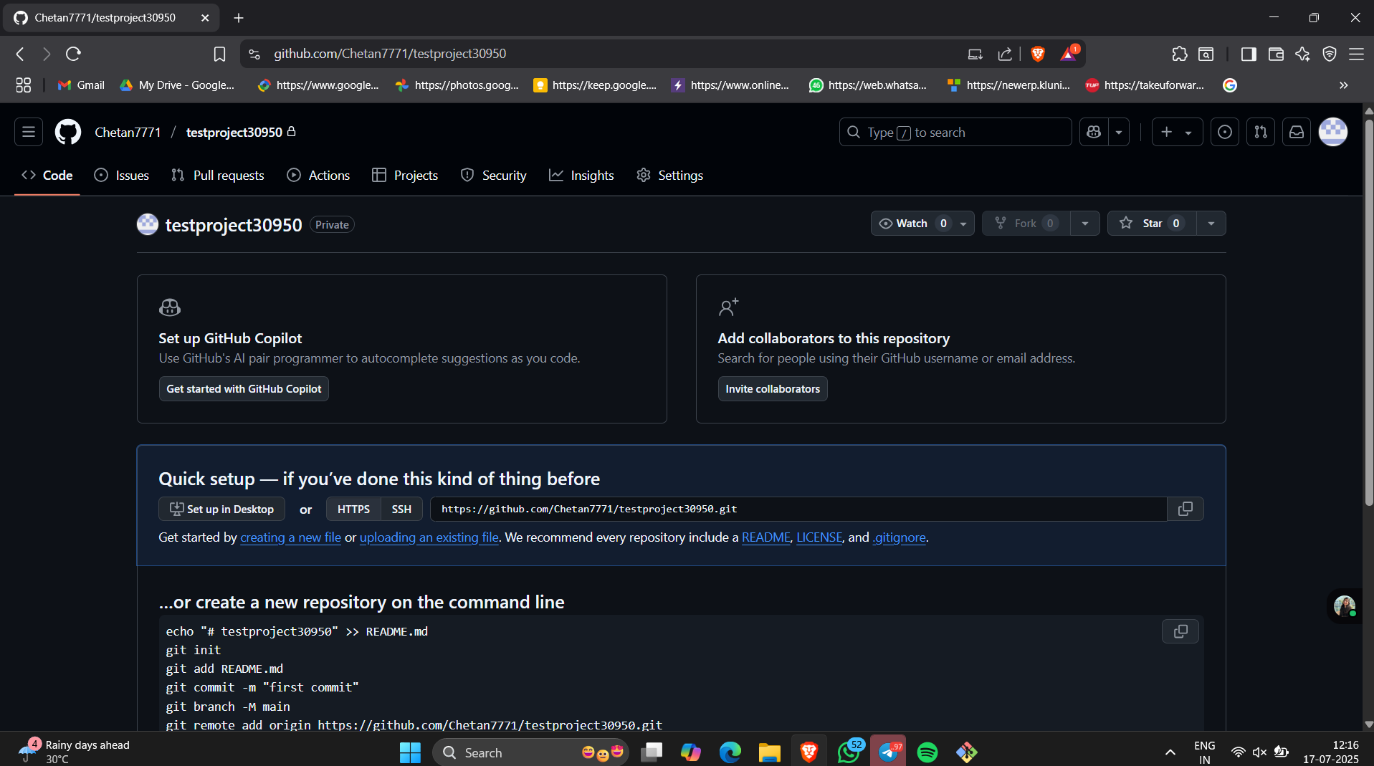 Chetan7771/testproject30950
github.com/Chetan7771/testproject30950
1
Gmail
My Drive - Google...
https://www.google...
https://photos.goog...
https://keep.google....
https://www.online...
https://web.whatsa...
https://newerp.kluni...
https://takeuforwar...
Chetan7771 / testproject30950
Type / to search
Code
Issues
Pull requests
Actions
Projects
Security
Insights
Settings
testproject30950 Private
Watch 0
Fork 0
Star 0
Set up GitHub Copilot
Use GitHub's AI pair programmer to autocomplete suggestions as you code.
Get started with GitHub Copilot
Add collaborators to this repository
Search for people using their GitHub username or email address.
Invite collaborators
Quick setup — if you’ve done this kind of thing before
Set up in Desktop or HTTPS SSH https://github.com/Chetan7771/testproject30950.git
Get started by creating a new file or uploading an existing file. We recommend every repository include a README, LICENSE, and .gitignore.
…or create a new repository on the command line
echo "# testproject30950" >> README.md
git init
git add README.md
git commit -m "first commit"
git branch -M main
git remote add origin https://github.com/Chetan7771/testproject30950.git
4
Rainy days ahead
30°C
Search
52
97
ENG
IN
12:16
17-07-2025